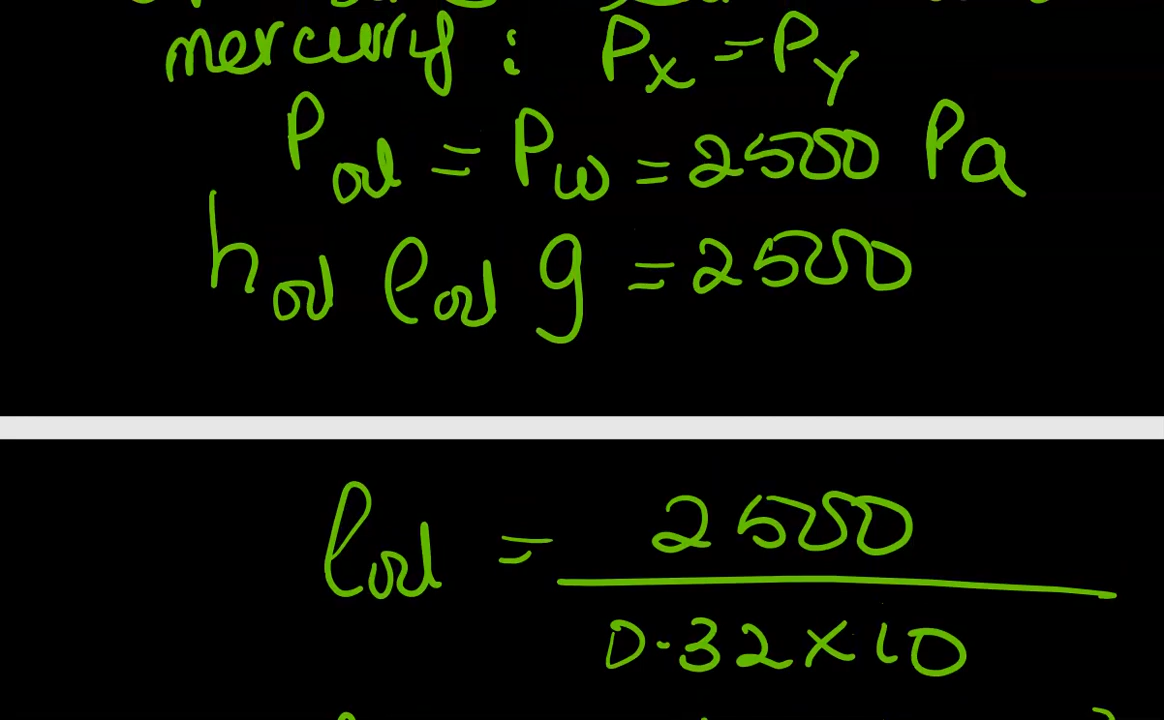 mercury : Px = Py
Poil = Pw = 2500 Pa
hoil ρoil g = 2500
ρoil = 2500
0.32 × 10